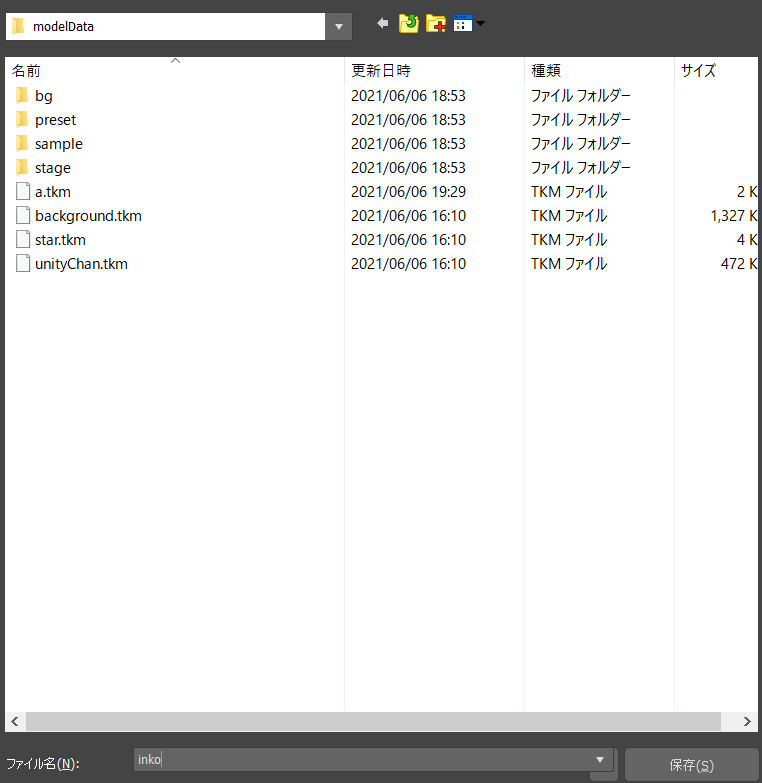 modelData
名前 更新日時 種類 サイズ
bg 2021/06/06 18:53 ファイル フォルダー
preset 2021/06/06 18:53 ファイル フォルダー
sample 2021/06/06 18:53 ファイル フォルダー
stage 2021/06/06 18:53 ファイル フォルダー
a.tkm 2021/06/06 19:29 TKM ファイル 2 K
background.tkm 2021/06/06 16:10 TKM ファイル 1,327 K
star.tkm 2021/06/06 16:10 TKM ファイル 4 K
unityChan.tkm 2021/06/06 16:10 TKM ファイル 472 K
ファイル名(N): inko 保存(S)